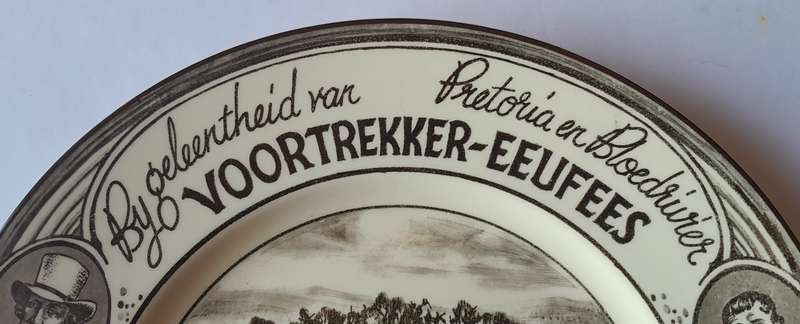 By geleentheid van Pretoria en Bloedrivier
VOORTREKKER-EEUFEES